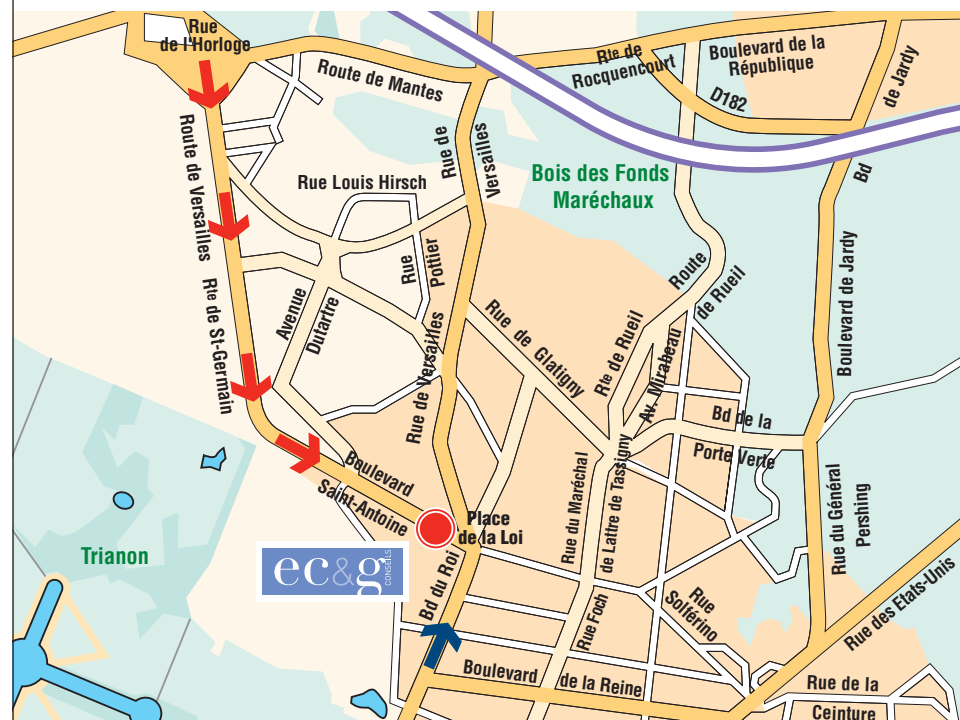 Rue
de l'Horloge
Route de Mantes
Rte de
Rocquencourt
Boulevard de la
République
D182
de Jardy
Bd
Route de Versailles
Rue de
Versailles
Rue Louis Hirsch
Bois des Fonds
Maréchaux
Rue
Pottier
Route
de Rueil
Avenue
Dutartre
Rte de St-Germain
Rue de Versailles
Rue de Glatigny
Rte de Rueil
Av. Mirabeau
Boulevard de Jardy
Bd de la
Porte Verte
Boulevard
Saint-Antoine
Place
de la Loi
Rue du Maréchal
de Lattre de Tassigny
Rue du Général
Pershing
Trianon
ec&g
CONSEILS
Bd du Roi
Rue Foch
Rue
Solférino
Rue des Etats-Unis
Boulevard
de la Reine
Rue de la
Ceinture